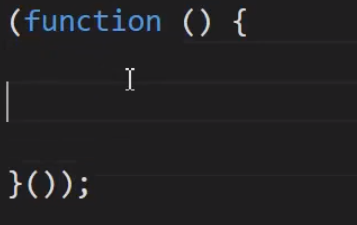 (function () {
}());